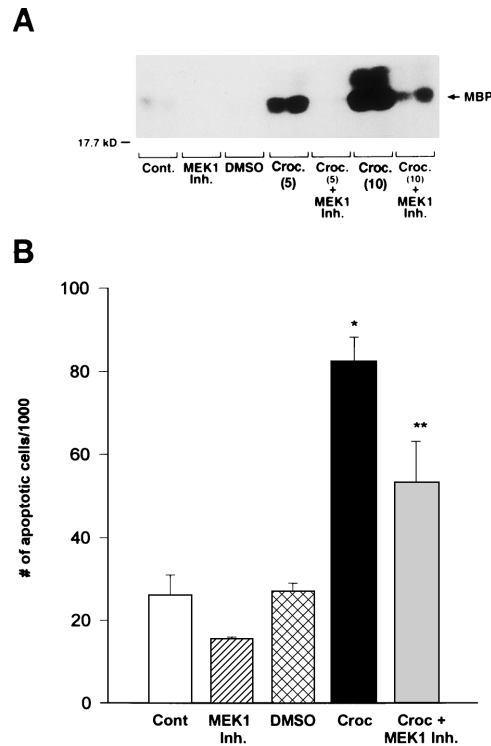 A
← MBP
17.7 kD –
Cont. MEK1 DMSO Croc. Croc. Croc. Croc.
Inh. (5) (5) (10) (10)
+ +
MEK1 MEK1
Inh. Inh.
B
# of apoptotic cells/1000
100
80
60
40
20
0
*
**
Cont MEK1 DMSO Croc Croc +
Inh. MEK1 Inh.